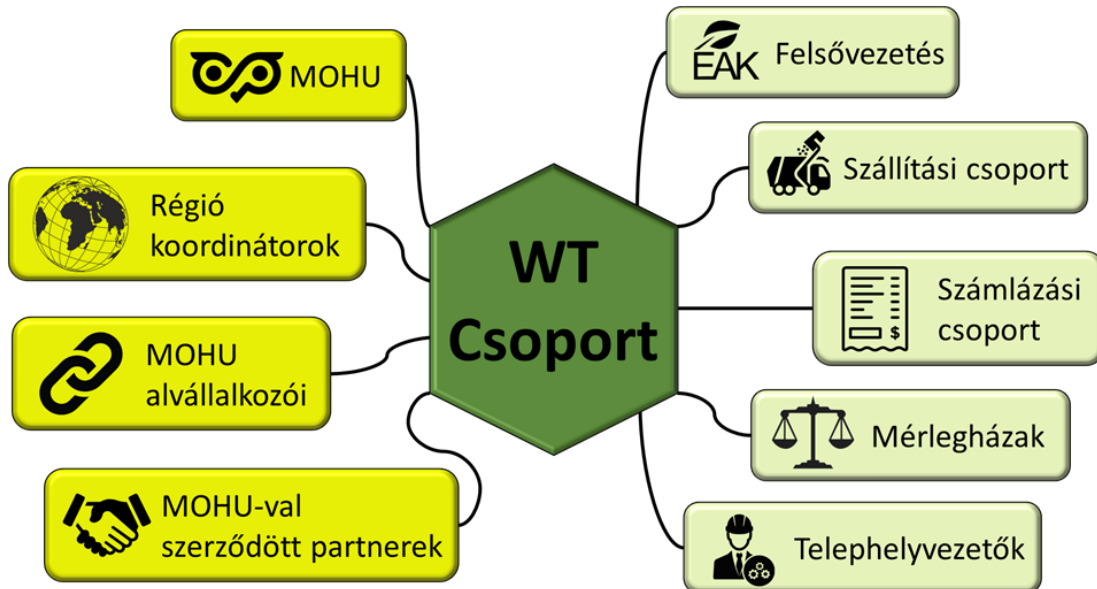 MOHU
Régió
koordinátorok
MOHU
alvállalkozói
MOHU-val
szerződött partnerek
WT
Csoport
EAK
Felsővezetés
Szállítási csoport
Számlázási
csoport
$
Mérlegházak
Telephelyvezetők